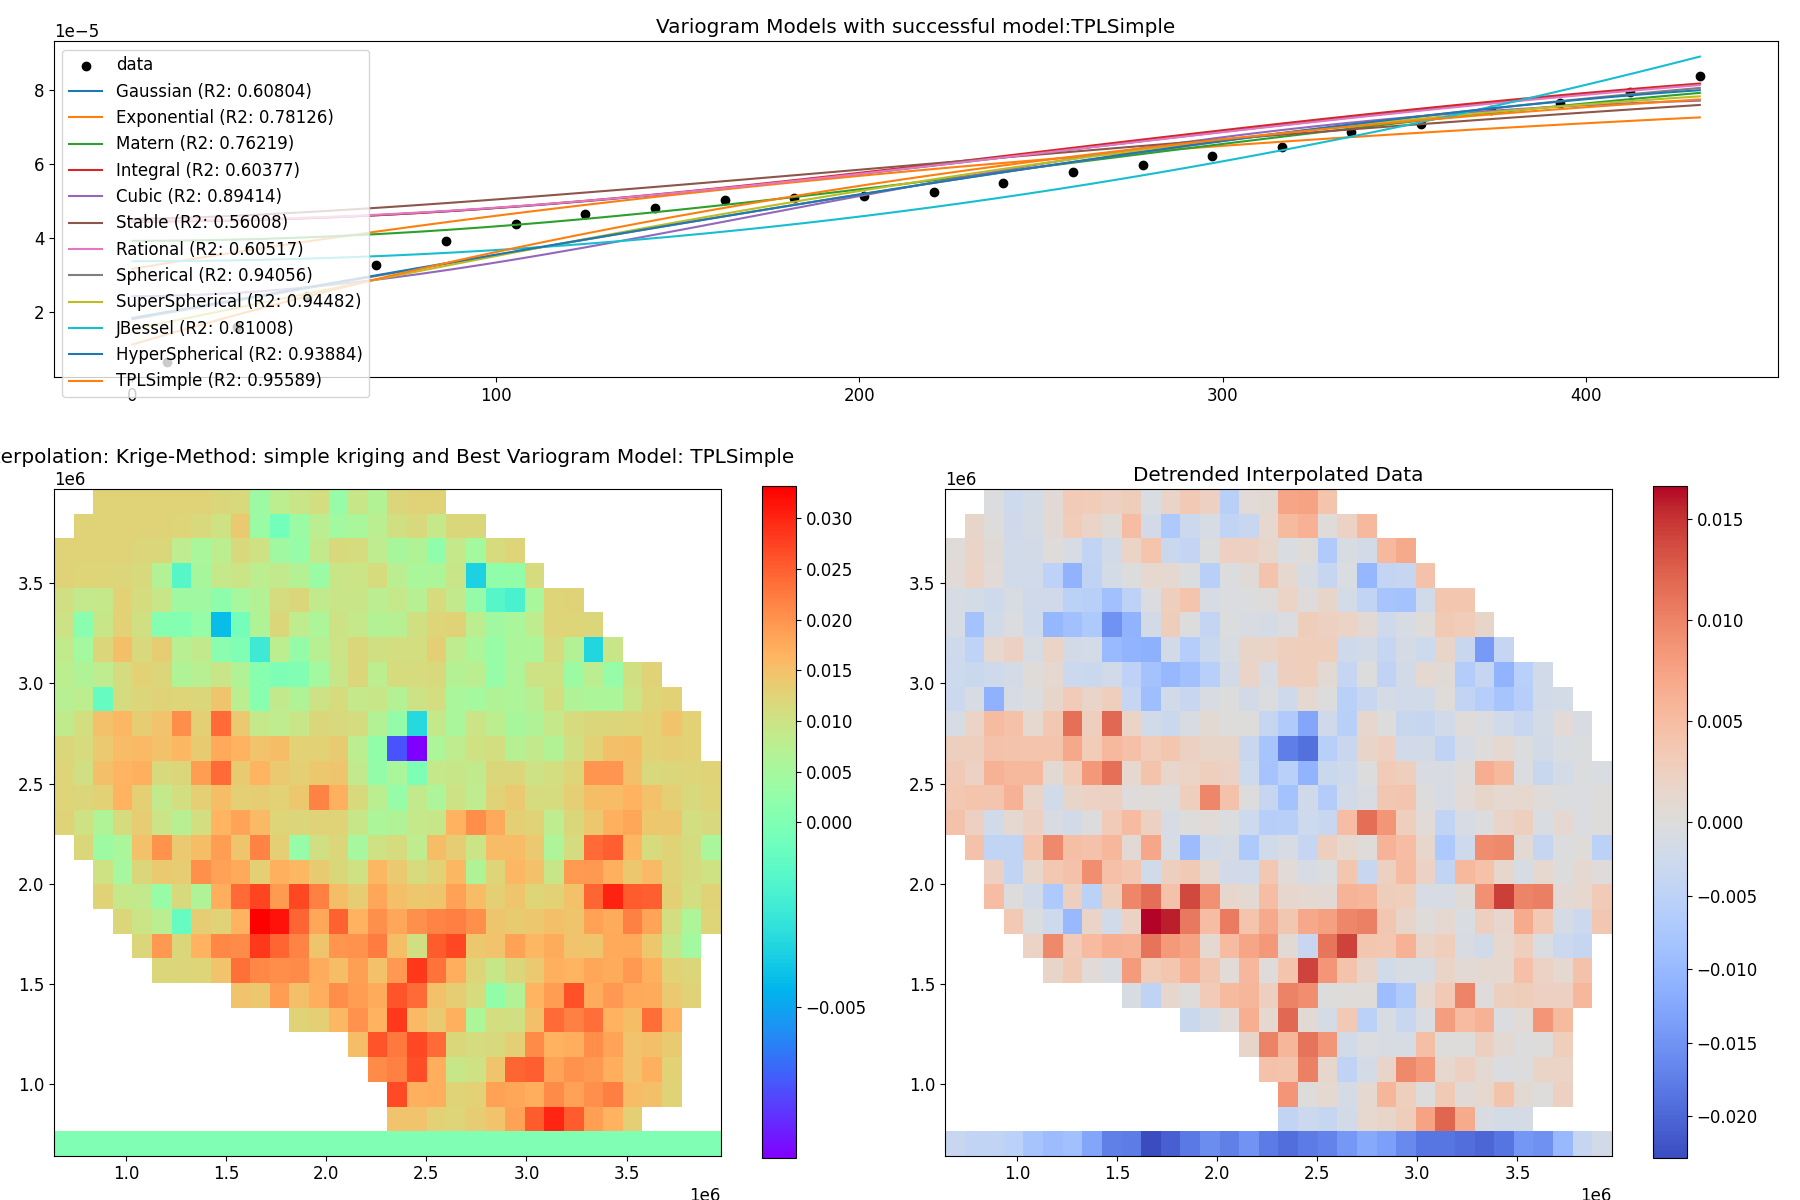 Variogram Models with successful model:TPLSimple
1e−5
8
6
4
2
data
Gaussian (R2: 0.60804)
Exponential (R2: 0.78126)
Matern (R2: 0.76219)
Integral (R2: 0.60377)
Cubic (R2: 0.89414)
Stable (R2: 0.56008)
Rational (R2: 0.60517)
Spherical (R2: 0.94056)
SuperSpherical (R2: 0.94482)
JBessel (R2: 0.81008)
HyperSpherical (R2: 0.93884)
TPLSimple (R2: 0.95589)
0 100 200 300 400
erpolation: Krige-Method: simple kriging and Best Variogram Model: TPLSimple
1e6
3.5
3.0
2.5
2.0
1.5
1.0
1.0 1.5 2.0 2.5 3.0 3.5
1e6
0.030
0.025
0.020
0.015
0.010
0.005
0.000
−0.005
Detrended Interpolated Data
1e6
3.5
3.0
2.5
2.0
1.5
1.0
1.0 1.5 2.0 2.5 3.0 3.5
1e6
0.015
0.010
0.005
0.000
−0.005
−0.010
−0.015
−0.020